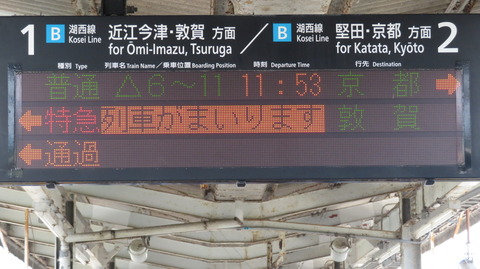 1 B 湖西線 Kosei Line 近江今津・敦賀 方面 for Ōmi-Imazu, Tsuruga / B 湖西線 Kosei Line 堅田・京都 方面 for Katata, Kyōto 2
種別 Type 列車名 Train Name / 乗車位置 Boarding Position / 時刻 Departure Time 行先 Destination
普通 △6〜11 11:53 京都 →
← 特急 列車がまいります 敦賀
← 通過